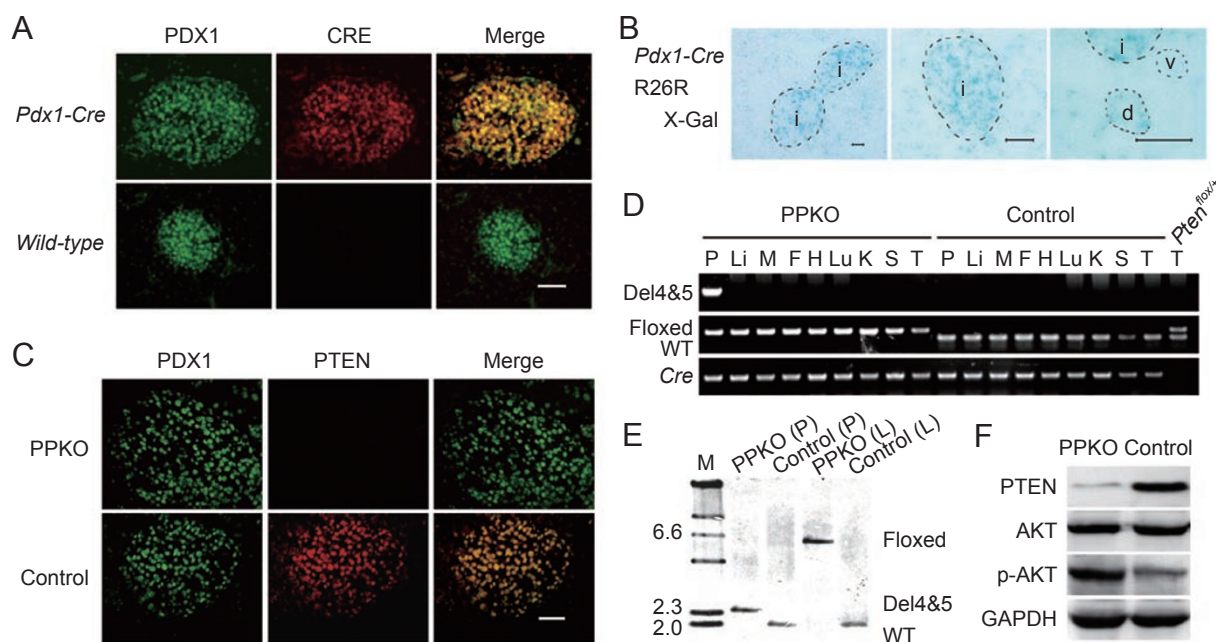 A
PDX1 CRE Merge
Pdx1-Cre
Wild-type
B
Pdx1-Cre
R26R
X-Gal
i
i
i
i
v
d
C
PDX1 PTEN Merge
PPKO
Control
D
PPKO Control Pten^flox/+
P Li M F H Lu K S T P Li M F H Lu K S T T
Del4&5
Floxed
WT
Cre
E
M PPKO (P) Control (P) PPKO (L) Control (L)
6.6
2.3
2.0
Floxed
Del4&5
WT
F
PPKO Control
PTEN
AKT
p-AKT
GAPDH